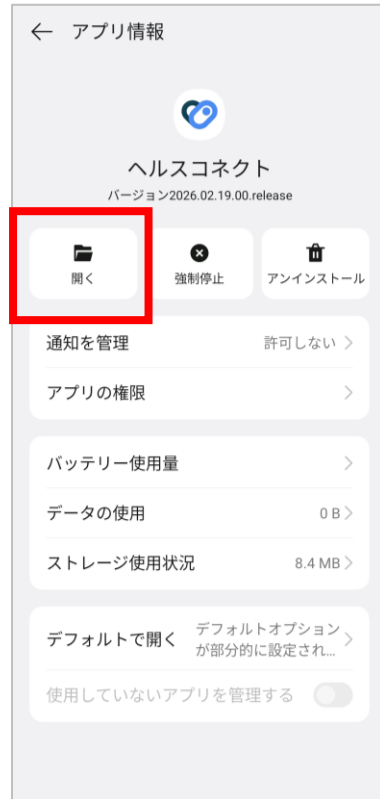 ← アプリ情報
ヘルスコネクト
バージョン2026.02.19.00.release
開く
強制停止
アンインストール
通知を管理 許可しない
アプリの権限
バッテリー使用量
データの使用 0 B
ストレージ使用状況 8.4 MB
デフォルトで開く デフォルトオプション
が部分的に設定され...
使用していないアプリを管理する